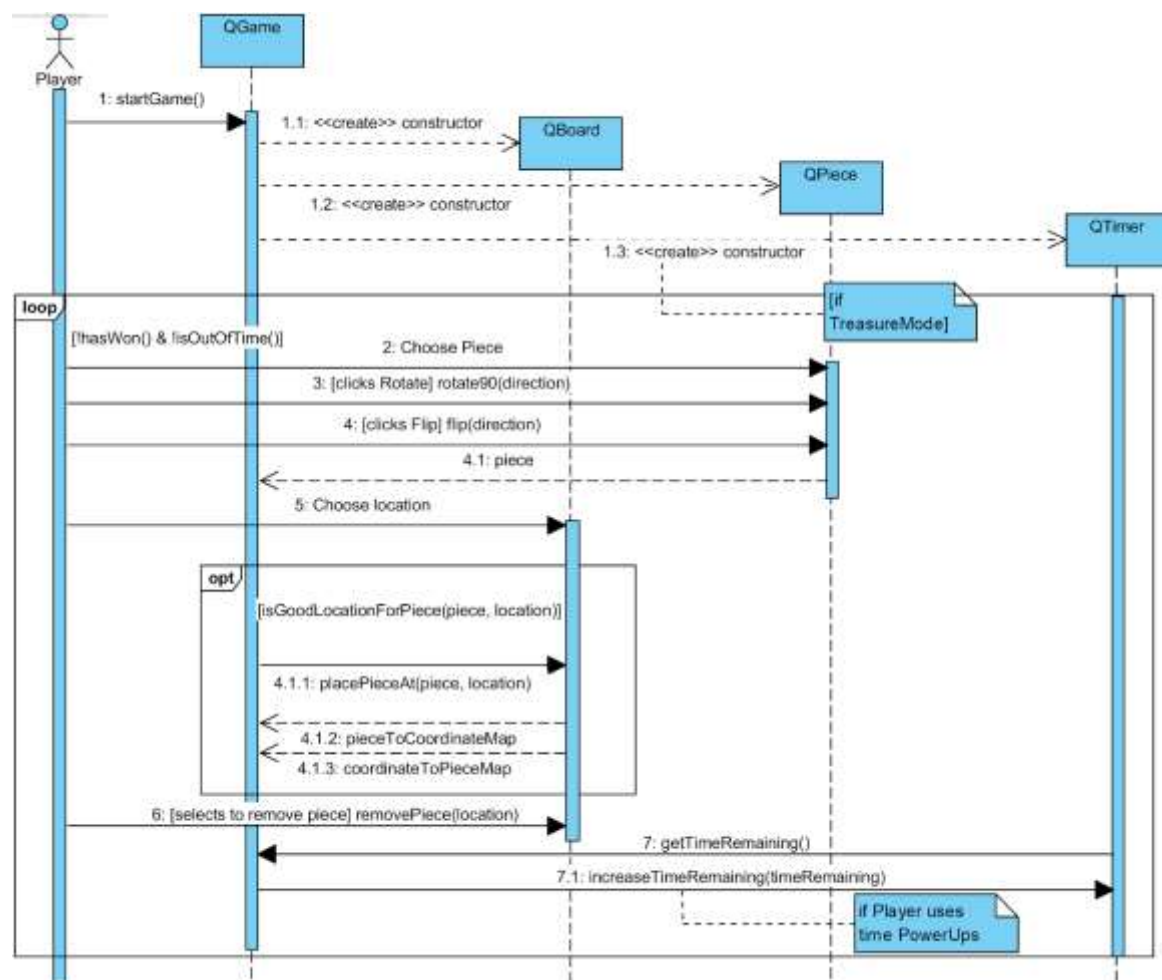 QGame
Player
1: startGame()
1.1: <<create>> constructor
QBoard
QPiece
1.2: <<create>> constructor
QTimer
1.3: <<create>> constructor
loop
[if
TreasureMode]
[!hasWon() & !isOutOfTime()]
2: Choose Piece
3: [clicks Rotate] rotate90(direction)
4: [clicks Flip] flip(direction)
4.1: piece
5: Choose location
opt
[isGoodLocationForPiece(piece, location)]
4.1.1: placePieceAt(piece, location)
4.1.2: pieceToCoordinateMap
4.1.3: coordinateToPieceMap
6: [selects to remove piece] removePiece(location)
7: getTimeRemaining()
7.1: increaseTimeRemaining(timeRemaining)
if Player uses
time PowerUps